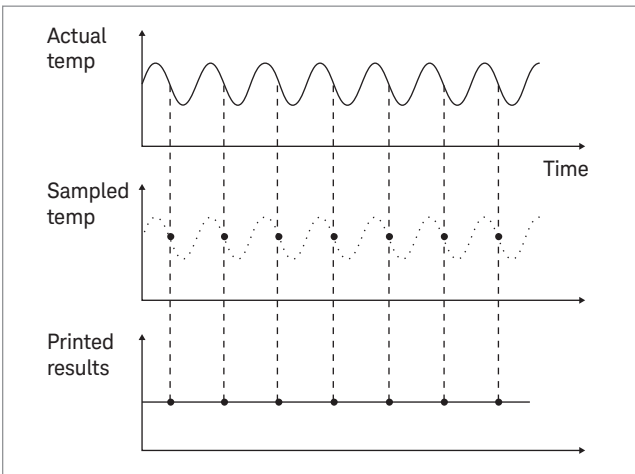 Actual
temp
Time
Sampled
temp
Printed
results